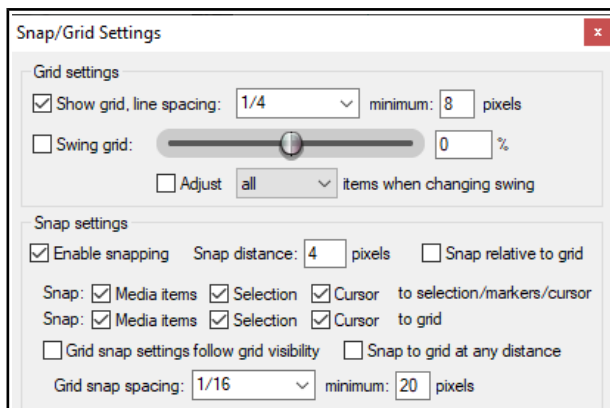 Snap/Grid Settings x
Grid settings
Show grid, line spacing: 1/4 minimum: 8 pixels
Swing grid: 0 %
Adjust all items when changing swing
Snap settings
Enable snapping Snap distance: 4 pixels Snap relative to grid
Snap: Media items Selection Cursor to selection/markers/cursor
Snap: Media items Selection Cursor to grid
Grid snap settings follow grid visibility Snap to grid at any distance
Grid snap spacing: 1/16 minimum: 20 pixels